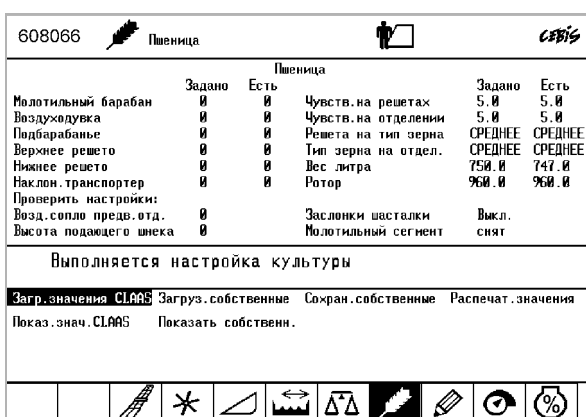 608066 Пшеница CEBIS
Пшеница
Задано Есть Задано Есть
Молотильный барабан 0 0 Чувств.на решетах 5.0 5.0
Воздуходувка 0 0 Чувств.на отделении 5.0 5.0
Подбарабанье 0 0 Решета на тип зерна СРЕДНЕЕ СРЕДНЕЕ
Верхнее решето 0 0 Тип зерна на отдел. СРЕДНЕЕ СРЕДНЕЕ
Нижнее решето 0 0 Вес литра 750.0 747.0
Наклон.транспортер 0 0 Ротор 960.0 960.0
Проверить настройки:
Возд.сопло предв.отд. 0 Заслонки шасталки Выкл.
Высота подающего шнека 0 Молотильный сегмент снят
Выполняется настройка культуры
Загр.значения CLAAS Загруз.собственные Сохран.собственные Распечат.значения
Показ.знач.CLAAS Показать собственн.
%